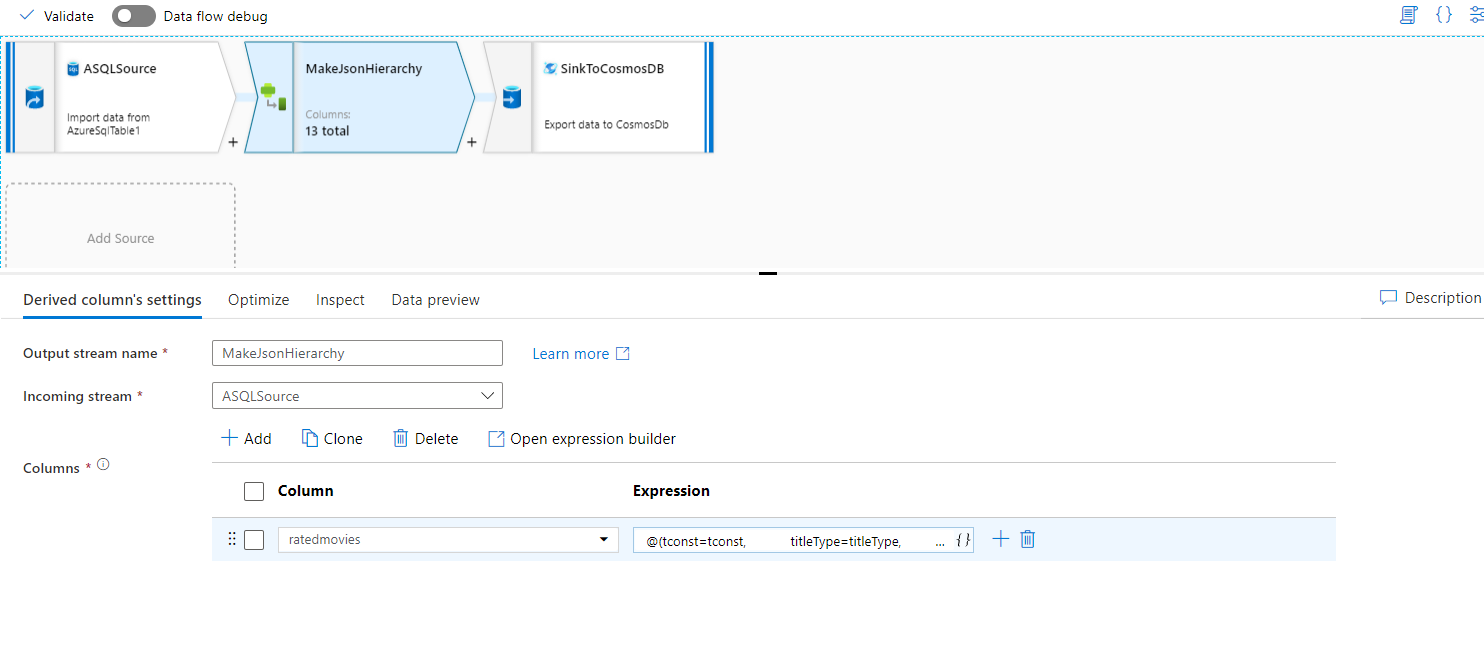 Validate Data flow debug
{}
ASQLSource
Import data from
AzureSqlTable1
+
MakeJsonHierarchy
Columns:
13 total
+
SinkToCosmosDB
Export data to CosmosDb
Add Source
Derived column's settings Optimize Inspect Data preview
Description
Output stream name * MakeJsonHierarchy Learn more
Incoming stream * ASQLSource
Add Clone Delete Open expression builder
Columns *
Column Expression
ratedmovies @(tconst=tconst, titleType=titleType, ... {}